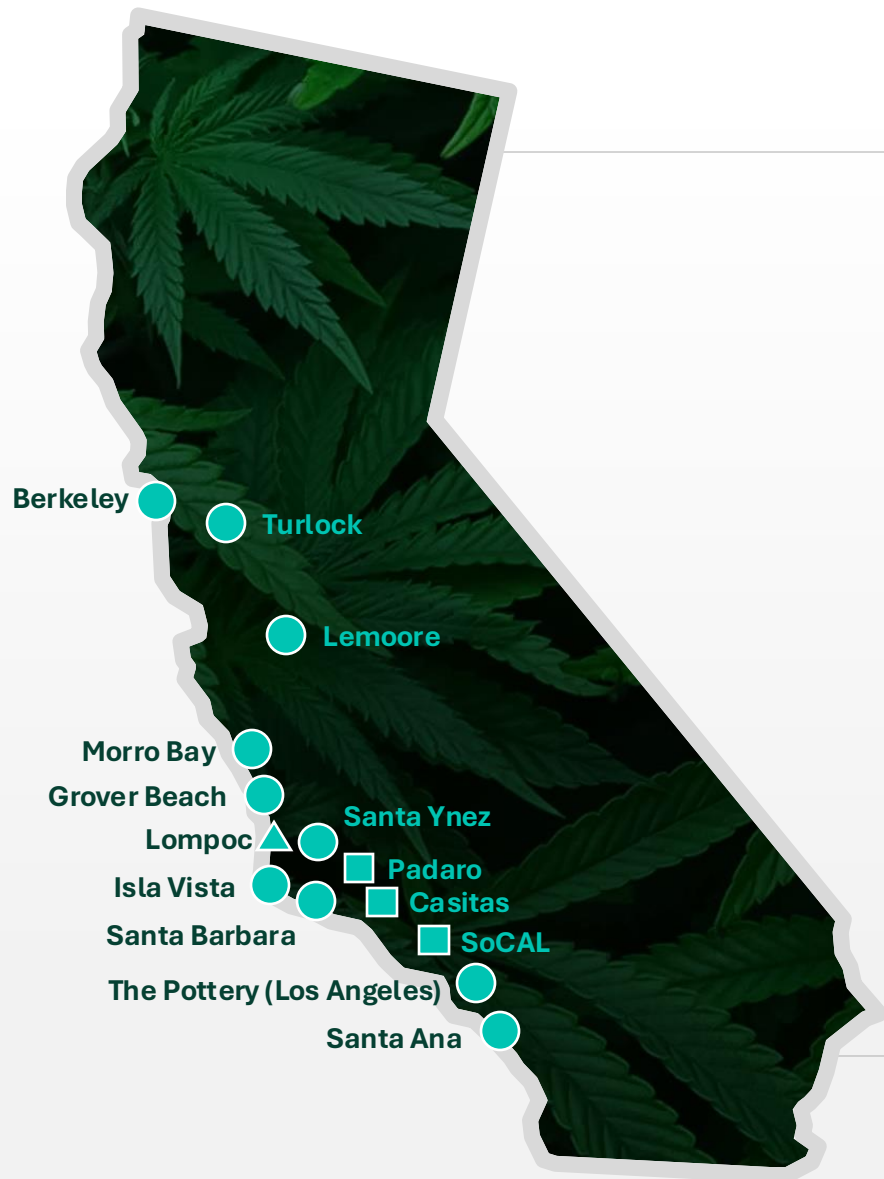 Berkeley
Turlock
Lemoore
Morro Bay
Grover Beach
Santa Ynez
Lompoc
Padaro
Isla Vista
Casitas
Santa Barbara
SoCAL
The Pottery (Los Angeles)
Santa Ana